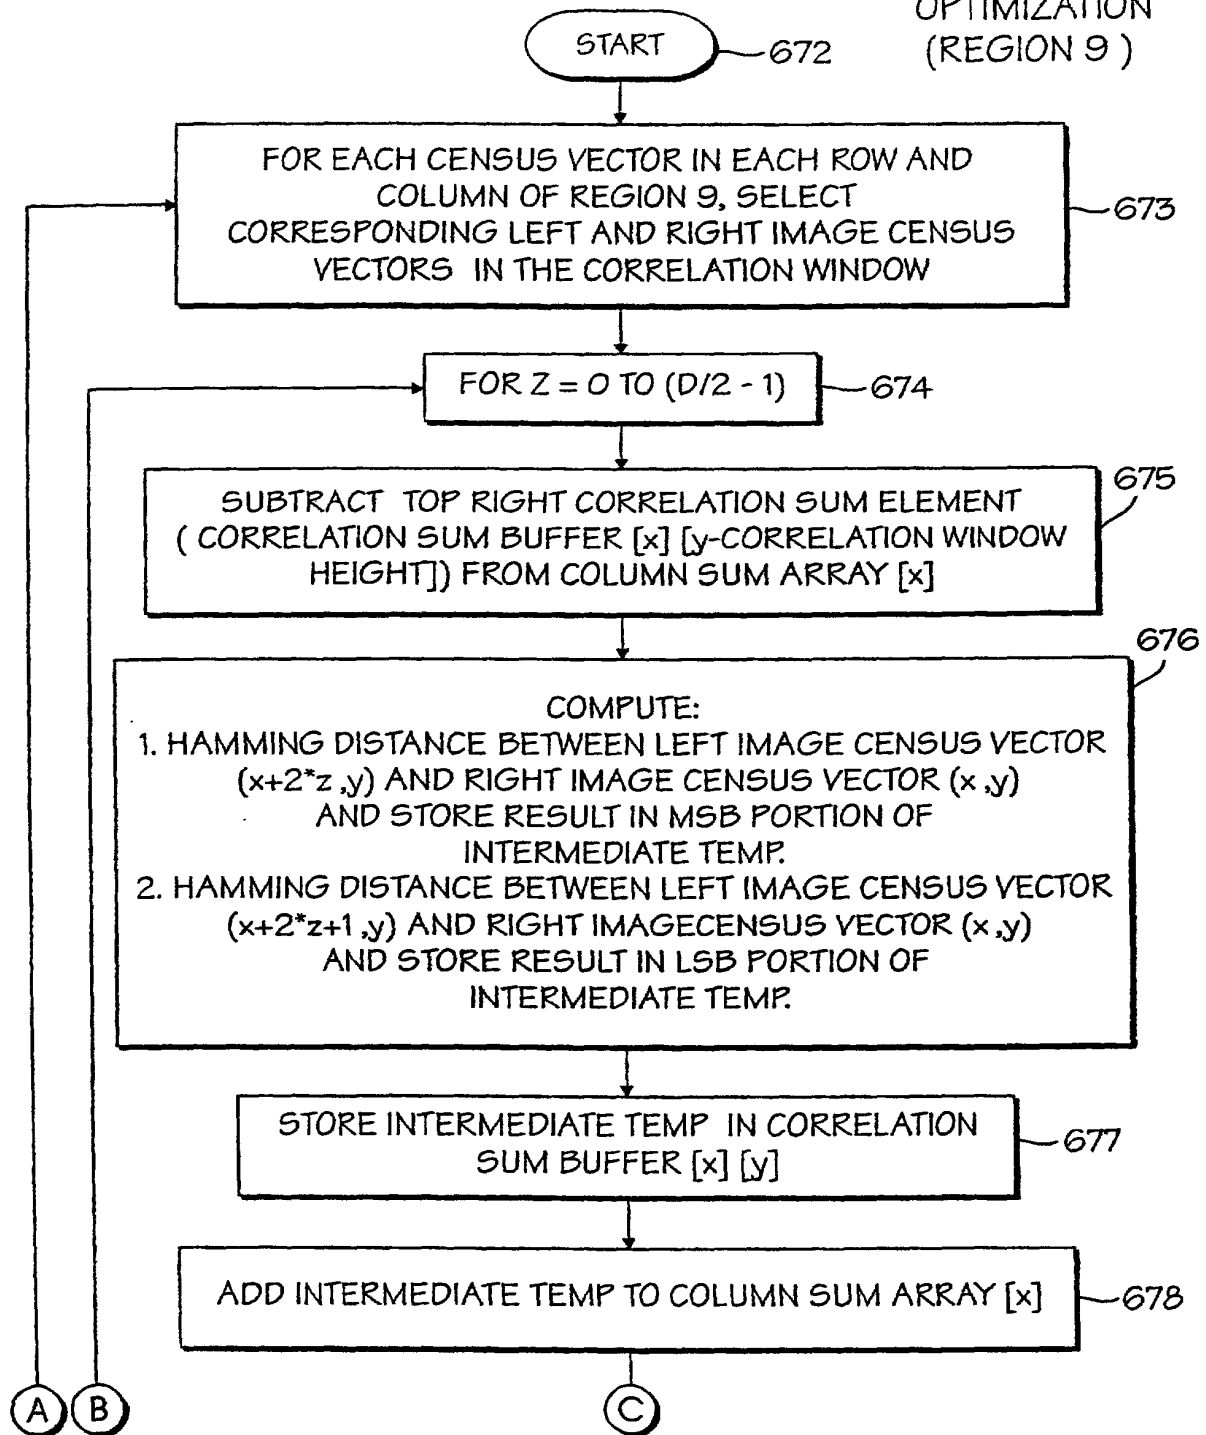 OPTIMIZATION
(REGION 9 )
START
672
FOR EACH CENSUS VECTOR IN EACH ROW AND
COLUMN OF REGION 9, SELECT
CORRESPONDING LEFT AND RIGHT IMAGE CENSUS
VECTORS IN THE CORRELATION WINDOW
673
FOR Z = 0 TO (D/2 - 1)
674
SUBTRACT TOP RIGHT CORRELATION SUM ELEMENT
( CORRELATION SUM BUFFER [x] [y-CORRELATION WINDOW
HEIGHT]) FROM COLUMN SUM ARRAY [x]
675
COMPUTE:
1. HAMMING DISTANCE BETWEEN LEFT IMAGE CENSUS VECTOR
(x+2*z ,y) AND RIGHT IMAGE CENSUS VECTOR (x ,y)
AND STORE RESULT IN MSB PORTION OF
INTERMEDIATE TEMP.
2. HAMMING DISTANCE BETWEEN LEFT IMAGE CENSUS VECTOR
(x+2*z+1 ,y) AND RIGHT IMAGECENSUS VECTOR (x ,y)
AND STORE RESULT IN LSB PORTION OF
INTERMEDIATE TEMP.
676
STORE INTERMEDIATE TEMP IN CORRELATION
SUM BUFFER [x] [y]
677
ADD INTERMEDIATE TEMP TO COLUMN SUM ARRAY [x]
678
A B C